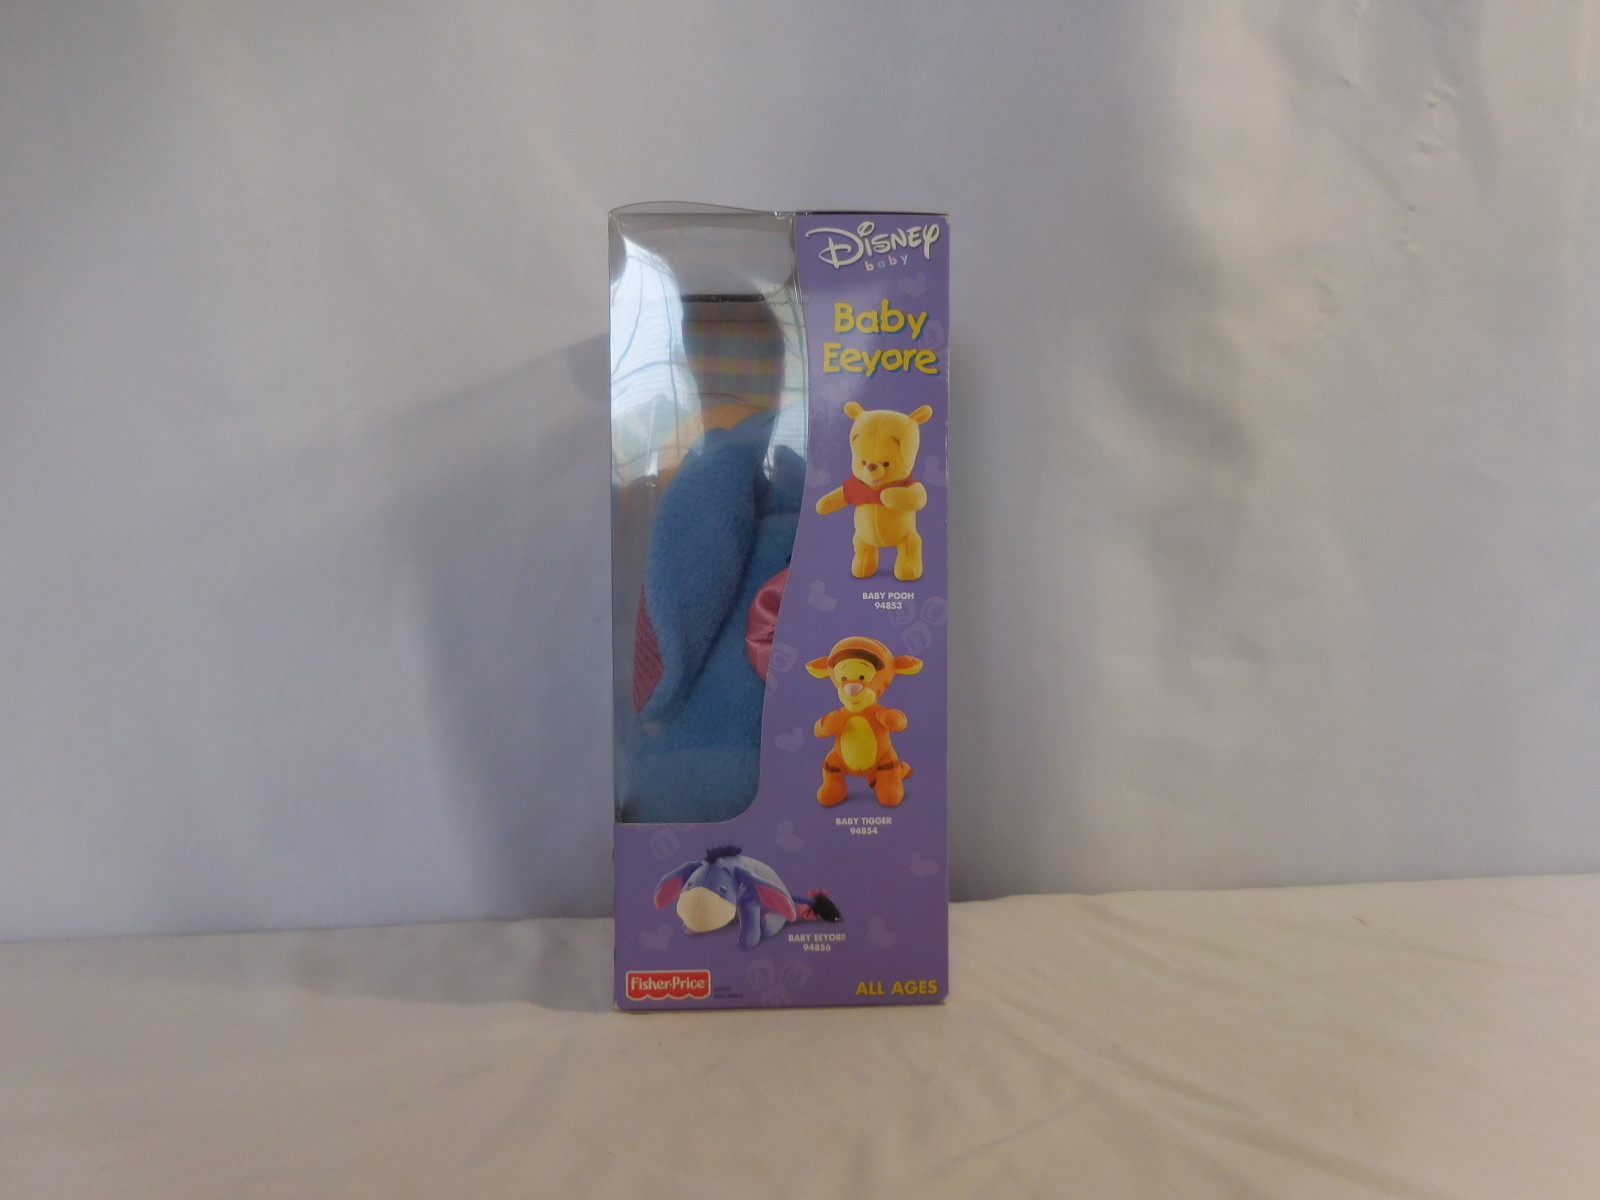 Disney
baby
Baby
Eeyore
BABY POOH
94853
BABY TIGGER
94854
BABY EEYORE
94856
Fisher-Price
ALL AGES